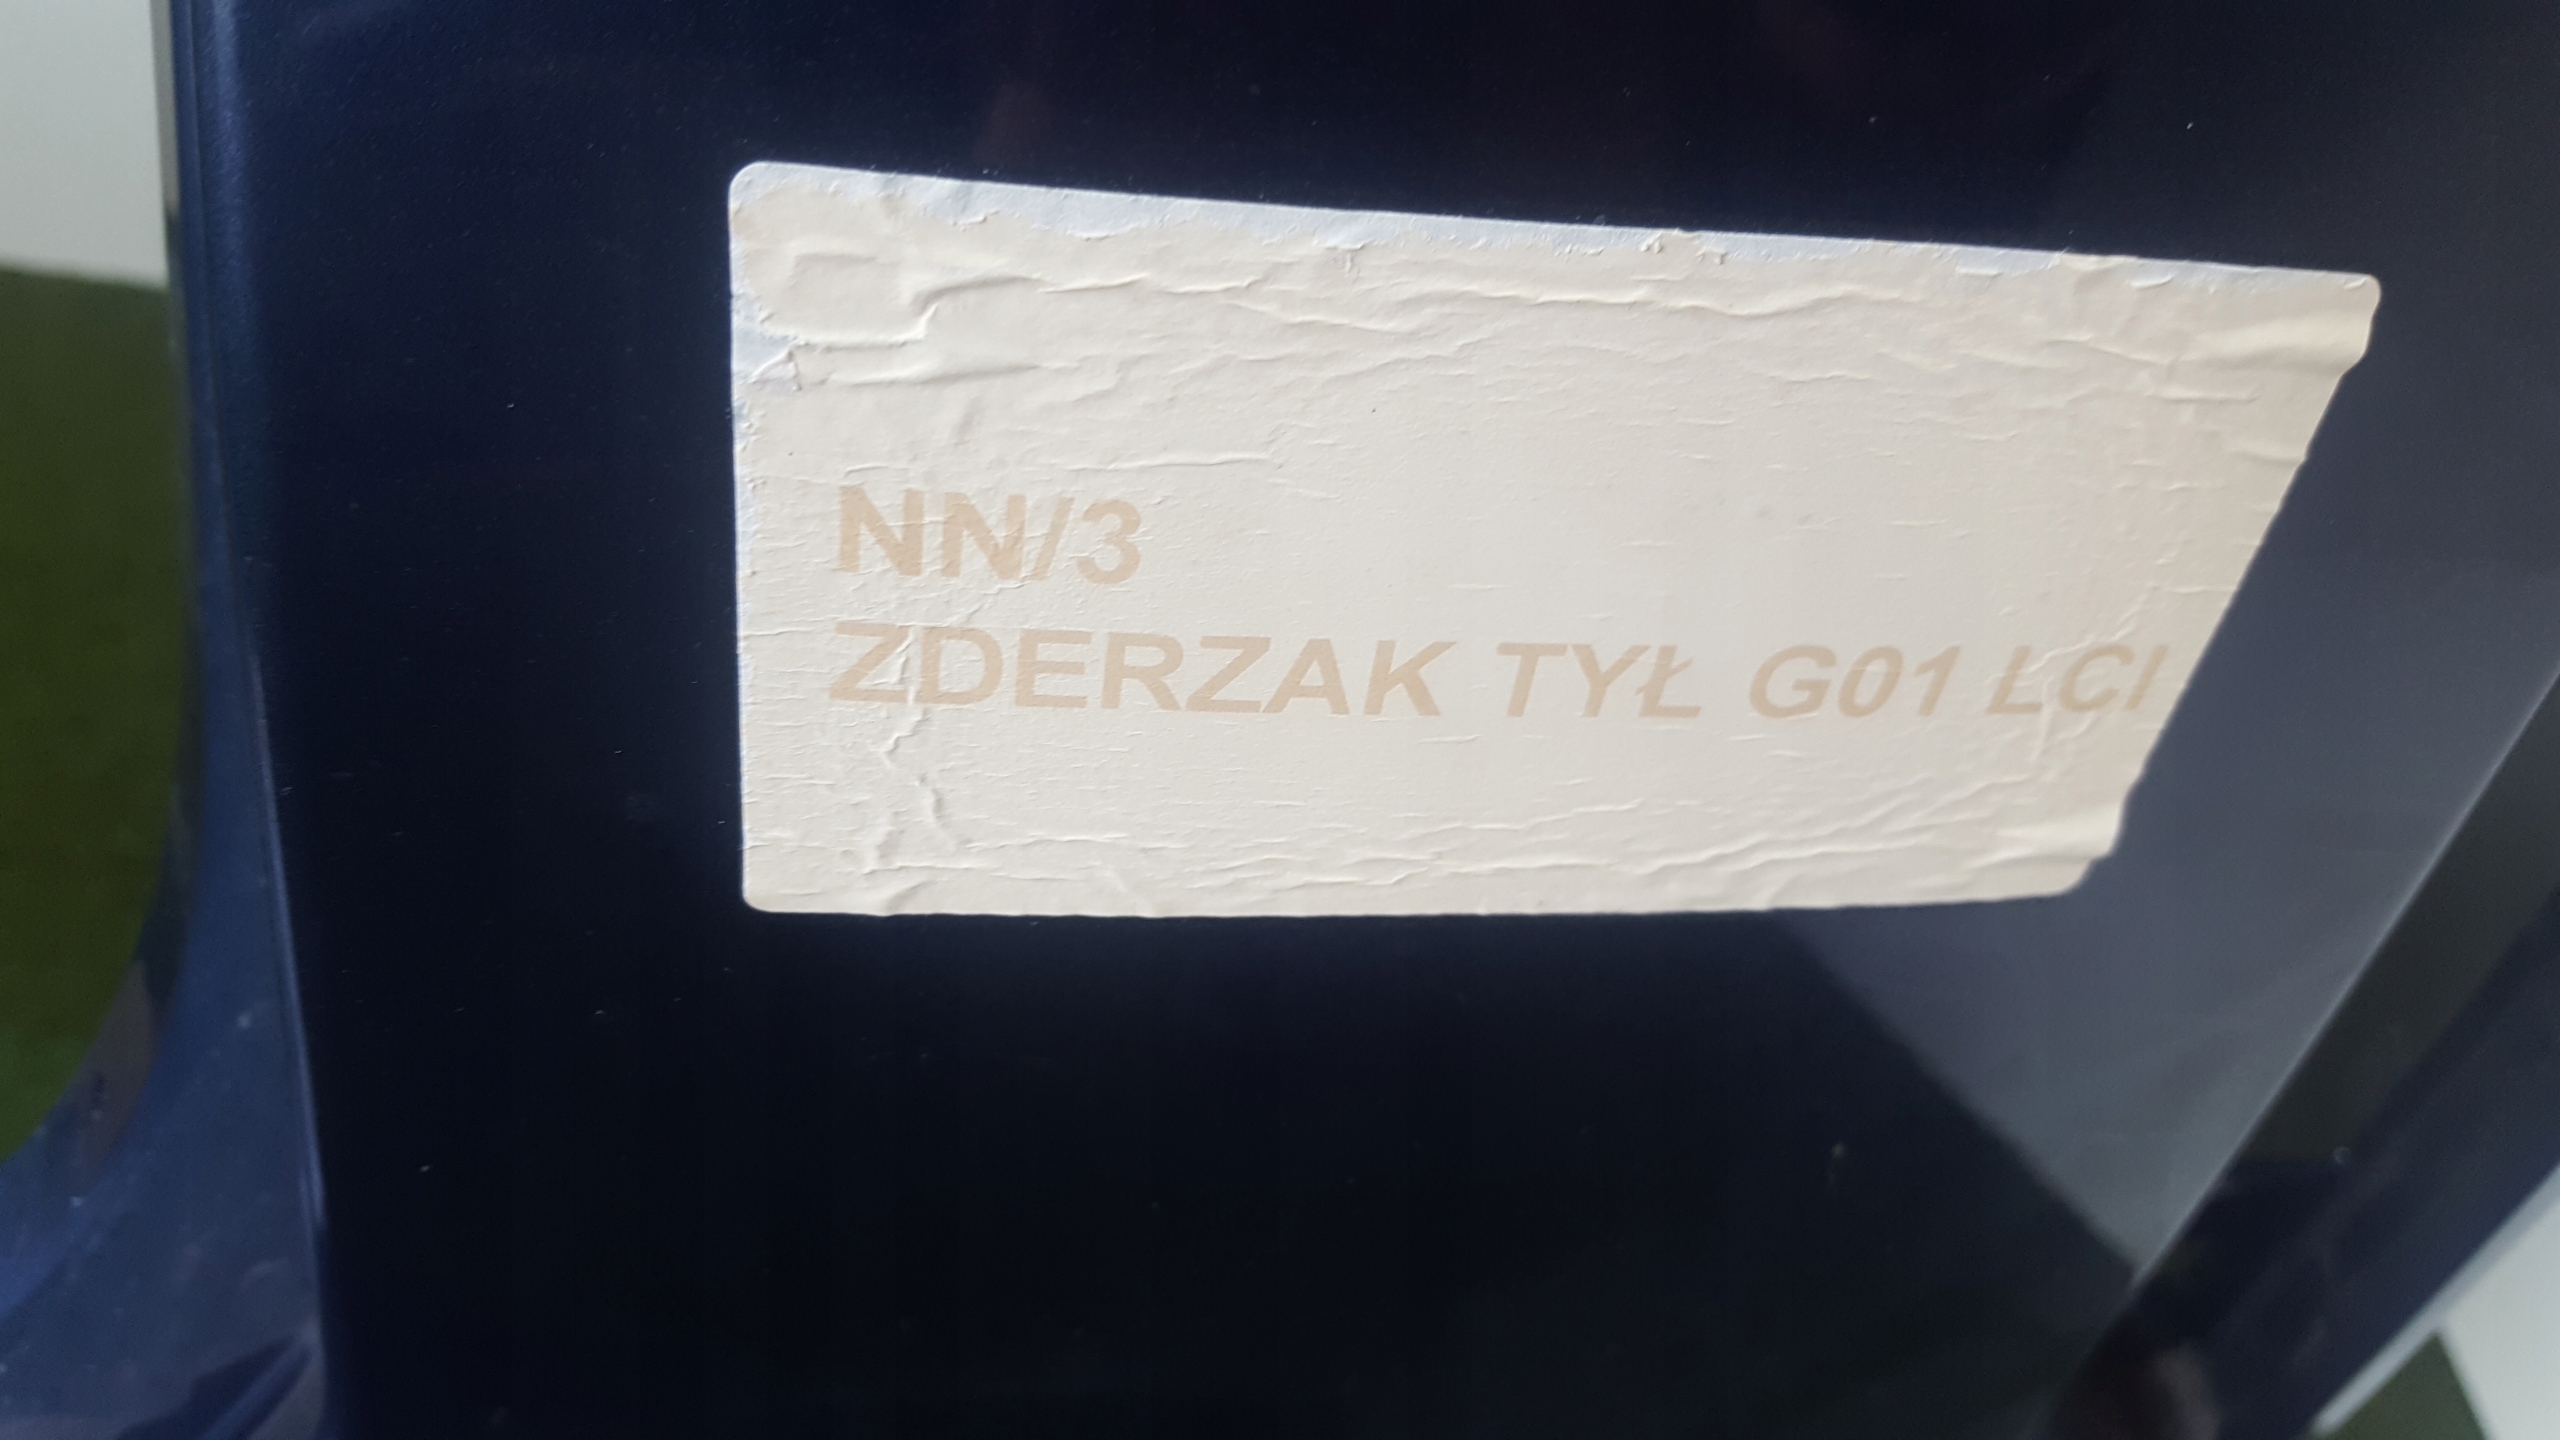 NN/3
ZDERZAK TYŁ G01 LCI